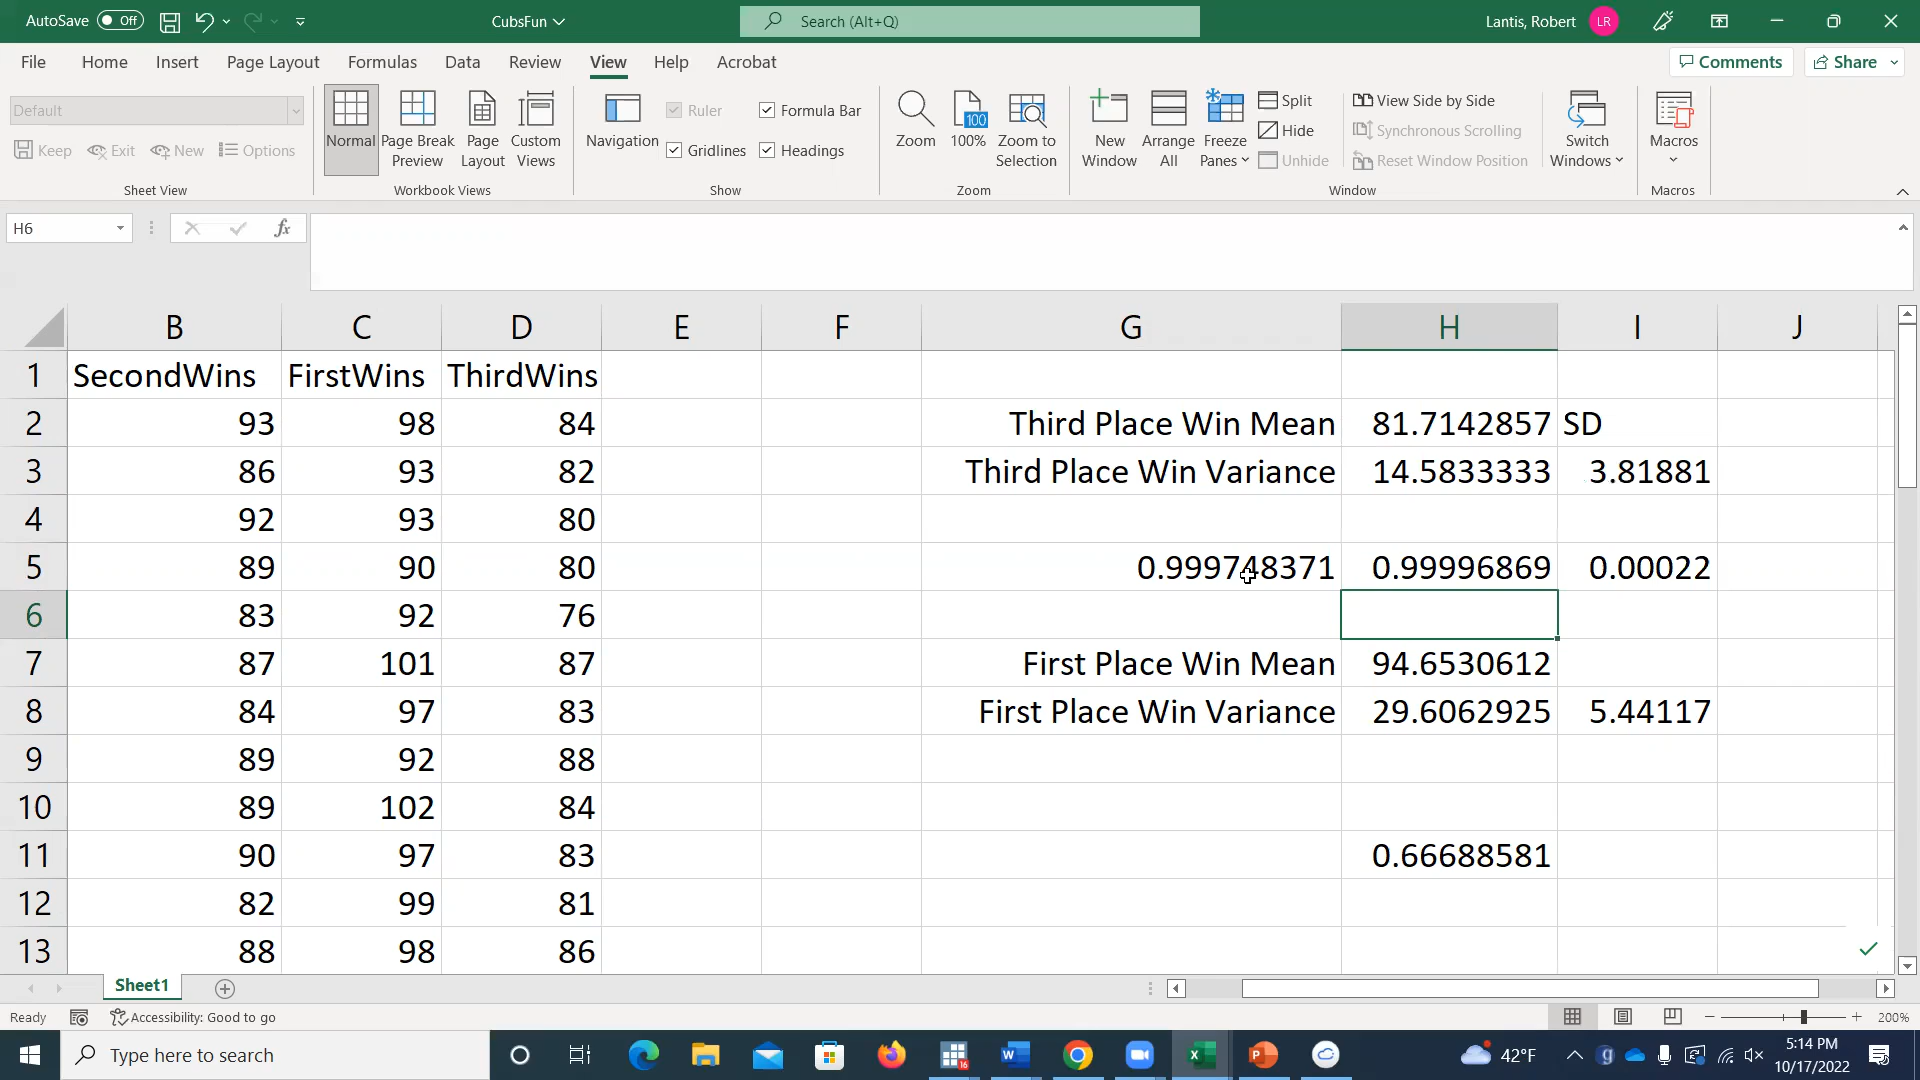 AutoSave Off CubsFun Search (Alt+Q) Lantis, Robert LR
File Home Insert Page Layout Formulas Data Review View Help Acrobat Comments Share
Default
Keep Exit New Options
Sheet View
Normal Page Break Preview Page Layout Custom Views
Workbook Views
Navigation Ruler Formula Bar
Gridlines Headings
Show
Zoom 100 100% Zoom to Selection
Zoom
New Window Arrange All Freeze Panes Split
Hide
Unhide
View Side by Side
Synchronous Scrolling
Reset Window Position
Switch Windows
Window
Macros
Macros
H6 fx
B C D E F G H I J
1 SecondWins FirstWins ThirdWins
2 93 98 84 Third Place Win Mean 81.7142857 SD
3 86 93 82 Third Place Win Variance 14.5833333 3.81881
4 92 93 80
5 89 90 80 0.999748371 0.99996869 0.00022
6 83 92 76
7 87 101 87 First Place Win Mean 94.6530612
8 84 97 83 First Place Win Variance 29.6062925 5.44117
9 89 92 88
10 89 102 84
11 90 97 83 0.66688581
12 82 99 81
13 88 98 86
Sheet1
Ready Accessibility: Good to go 200%
Type here to search 16 42°F 5:14 PM
10/17/2022